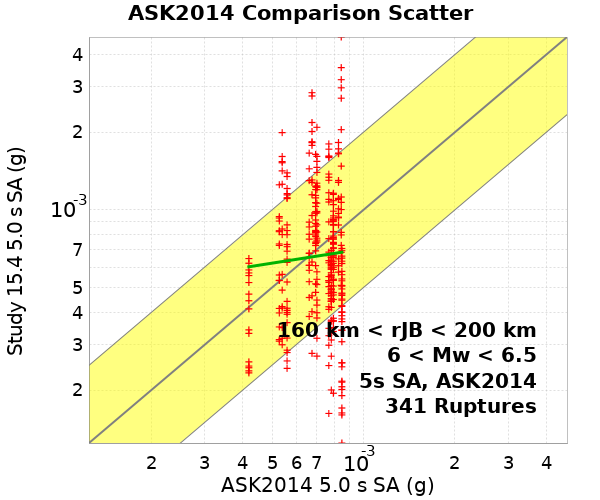 ASK2014 Comparison Scatter
Study 15.4 5.0 s SA (g)
4
3
2
10-3
7
5
4
3
2
160 km < rJB < 200 km
6 < Mw < 6.5
5s SA, ASK2014
341 Ruptures
2 3 4 5 6 7 10-3 2 3 4
ASK2014 5.0 s SA (g)